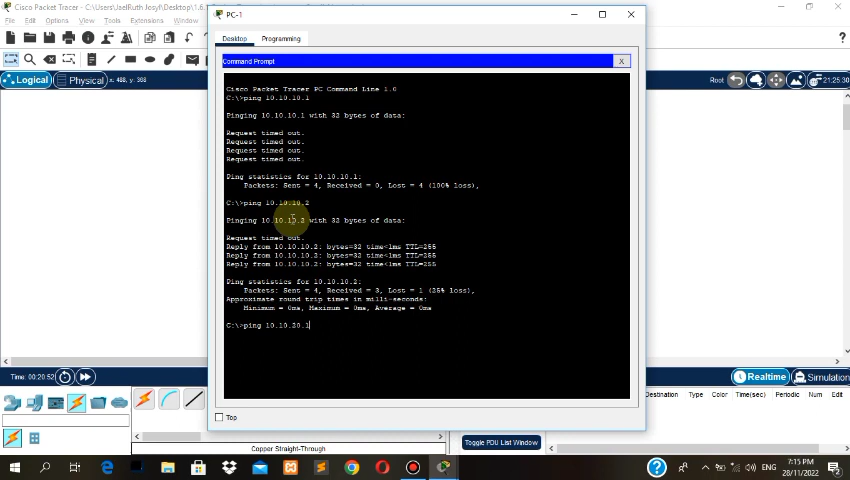 Cisco Packet Tracer - C:\Users\JaelRuth Josyf\Desktop\1.
PC-1
File Edit Options View Tools Extensions Window
Desktop Programming
Command Prompt X
Logical Physical x: 488, y: 308 Root 21:25:30
Cisco Packet Tracer PC Command Line 1.0
C:\>ping 10.10.10.1
Pinging 10.10.10.1 with 32 bytes of data:
Request timed out.
Request timed out.
Request timed out.
Request timed out.
Ping statistics for 10.10.10.1:
Packets: Sent = 4, Received = 0, Lost = 4 (100% loss),
C:\>ping 10.10.10.2
Pinging 10.10.10.2 with 32 bytes of data:
Request timed out.
Reply from 10.10.10.2: bytes=32 time<1ms TTL=255
Reply from 10.10.10.2: bytes=32 time<1ms TTL=255
Reply from 10.10.10.2: bytes=32 time<1ms TTL=255
Ping statistics for 10.10.10.2:
Packets: Sent = 4, Received = 3, Lost = 1 (25% loss),
Approximate round trip times in milli-seconds:
Minimum = 0ms, Maximum = 0ms, Average = 0ms
C:\>ping 10.10.20.1
Time: 00:20:52 Realtime Simulation
Destination Type Color Time(sec) Periodic Num Edit
Top
Toggle PDU List Window
Copper Straight-Through
ENG 7:15 PM
28/11/2022 2